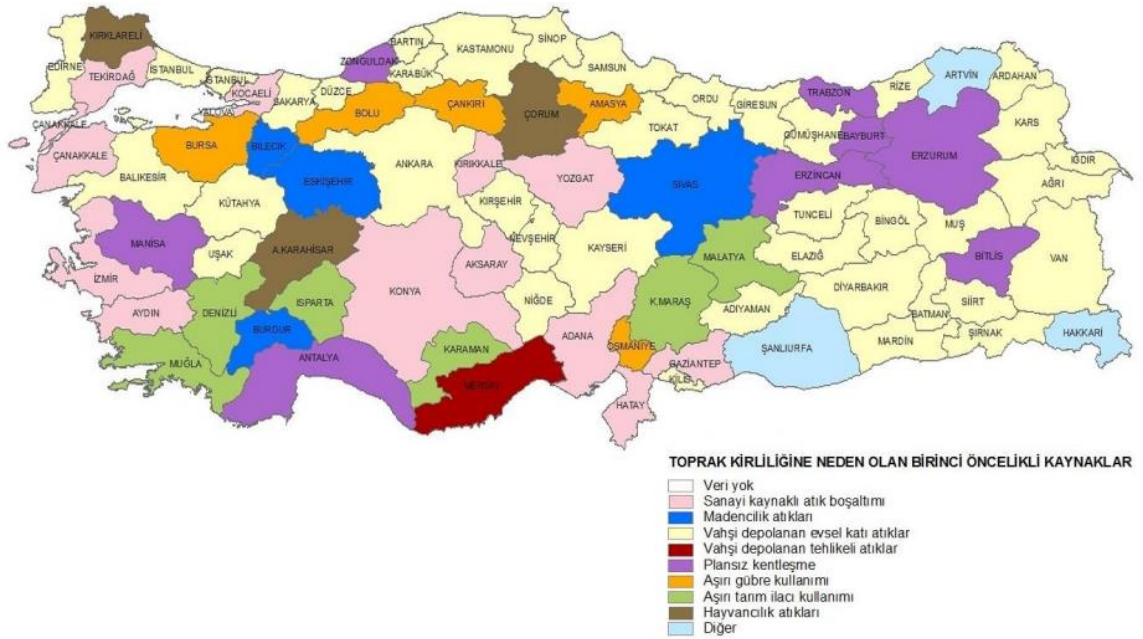 KIRKLARELİ
EDİRNE
TEKİRDAĞ
İSTANBUL
İSTANBUL
KOCAELİ
YALOVA
SAKARYA
DÜZCE
ZONGULDAK
BARTIN
KARABÜK
KASTAMONU
SİNOP
SAMSUN
ORDU
GİRESUN
TRABZON
RİZE
ARTVİN
ARDAHAN
ÇANAKKALE
ÇANAKKALE
BURSA
BİLECİK
BOLU
ÇANKIRI
ÇORUM
AMASYA
TOKAT
GÜMÜŞHANE
BAYBURT
ERZURUM
KARS
IĞDIR
BALIKESİR
KÜTAHYA
ESKİŞEHİR
ANKARA
KIRIKKALE
YOZGAT
SİVAS
ERZİNCAN
AĞRI
MANİSA
UŞAK
A.KARAHİSAR
KIRŞEHİR
NEVŞEHİR
KAYSERİ
TUNCELİ
BİNGÖL
MUŞ
İZMİR
AYDIN
DENİZLİ
ISPARTA
KONYA
AKSARAY
NİĞDE
MALATYA
ELAZIĞ
BİTLİS
VAN
MUĞLA
BURDUR
ANTALYA
KARAMAN
MERSİN
ADANA
K.MARAŞ
ADIYAMAN
DİYARBAKIR
BATMAN
SİİRT
ŞIRNAK
HAKKARİ
OSMANİYE
GAZİANTEP
KİLİS
HATAY
ŞANLIURFA
MARDİN
TOPRAK KİRLİLİĞİNE NEDEN OLAN BİRİNCİ ÖNCELİKLİ KAYNAKLAR
Veri yok
Sanayi kaynaklı atık boşaltımı
Madencilik atıkları
Vahşi depolanan evsel katı atıklar
Vahşi depolanan tehlikeli atıklar
Plansız kentleşme
Aşırı gübre kullanımı
Aşırı tarım ilacı kullanımı
Hayvancılık atıkları
Diğer